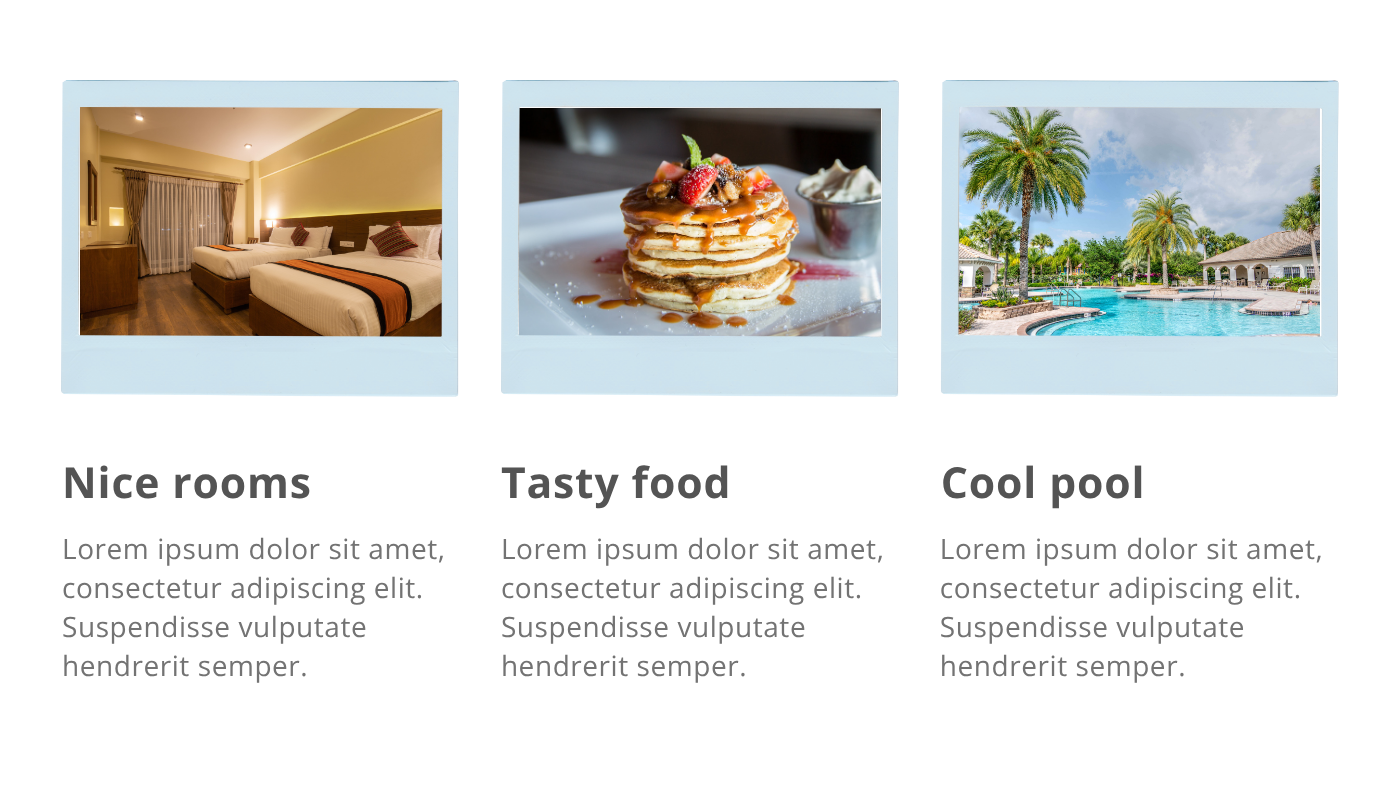 Nice rooms
Lorem ipsum dolor sit amet,
consectetur adipiscing elit.
Suspendisse vulputate
hendrerit semper.
Tasty food
Lorem ipsum dolor sit amet,
consectetur adipiscing elit.
Suspendisse vulputate
hendrerit semper.
Cool pool
Lorem ipsum dolor sit amet,
consectetur adipiscing elit.
Suspendisse vulputate
hendrerit semper.